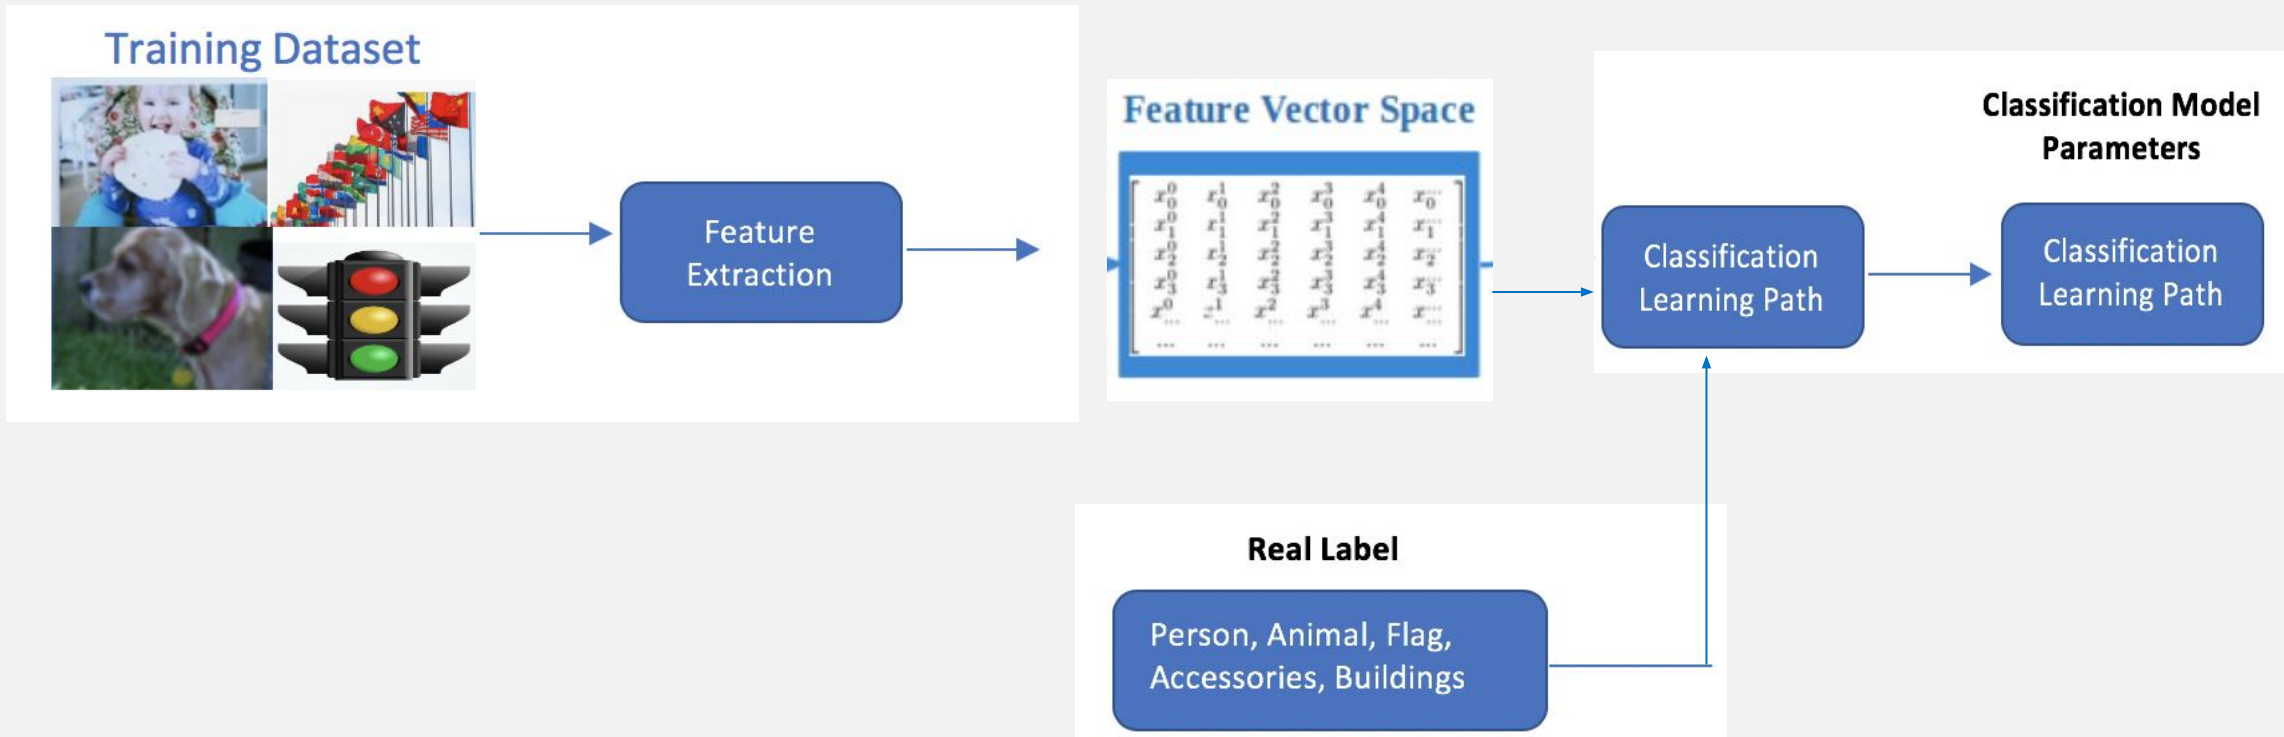 Training Dataset
Feature
Extraction
Feature Vector Space
Classification
Learning Path
Classification Model
Parameters
Classification
Learning Path
Real Label
Person, Animal, Flag,
Accessories, Buildings